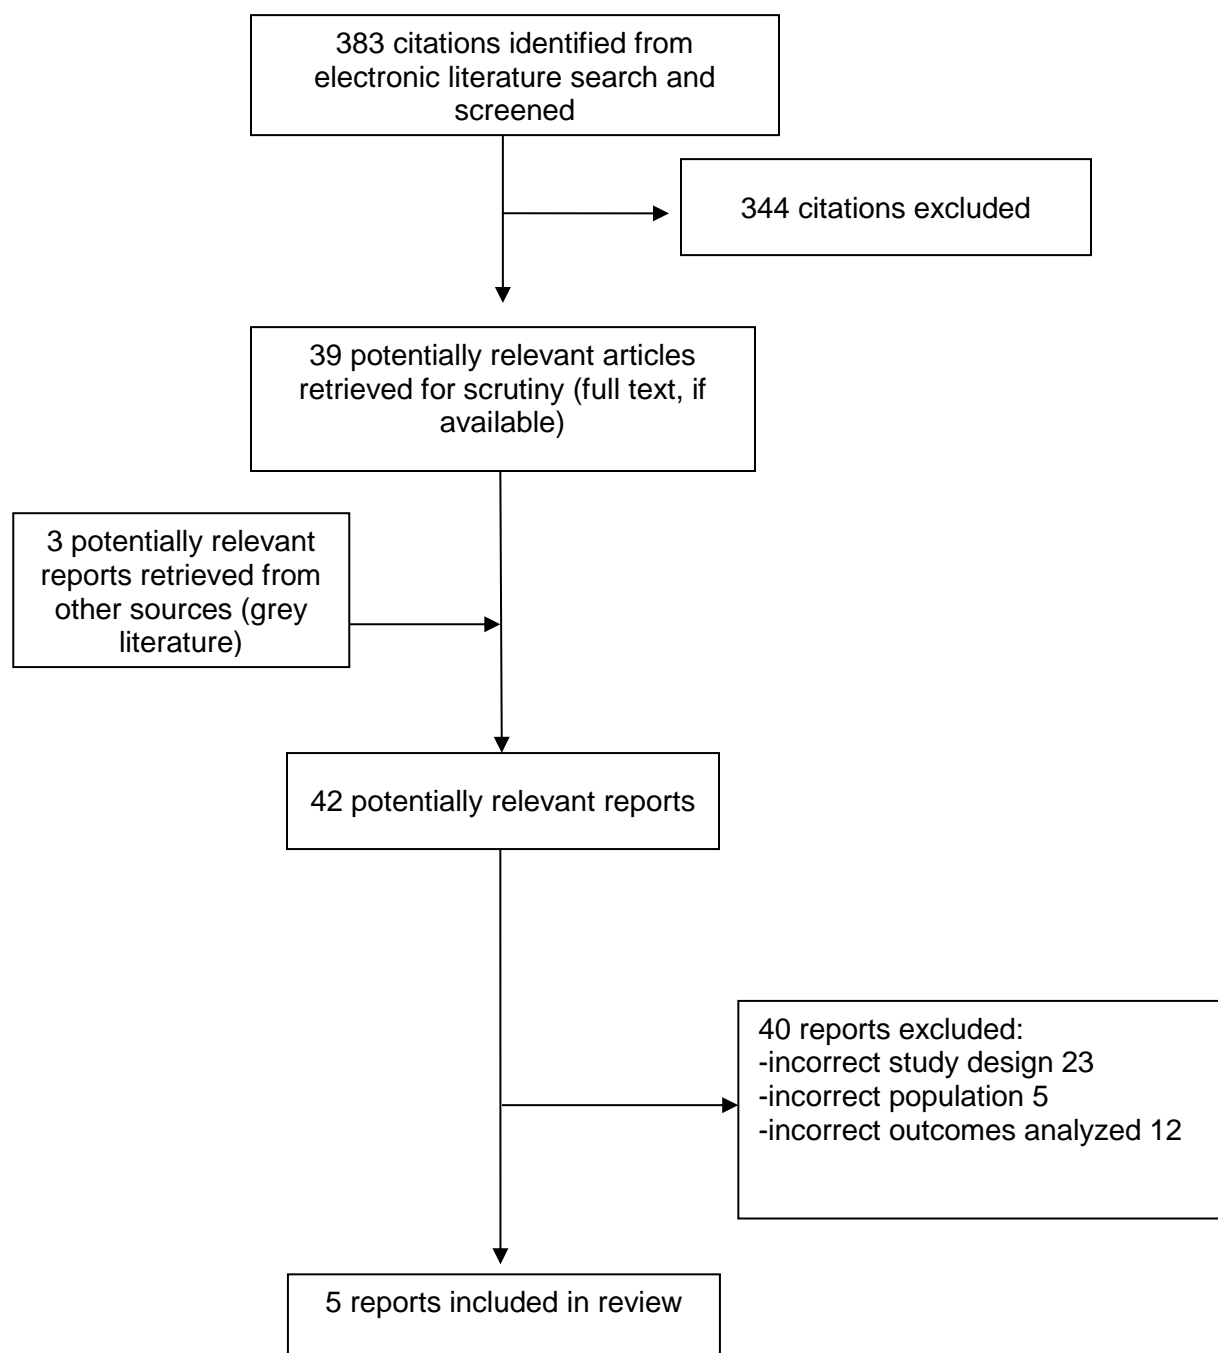 383 citations identified from
electronic literature search and
screened
344 citations excluded
39 potentially relevant articles
retrieved for scrutiny (full text, if
available)
3 potentially relevant
reports retrieved from
other sources (grey
literature)
42 potentially relevant reports
40 reports excluded:
-incorrect study design 23
-incorrect population 5
-incorrect outcomes analyzed 12
5 reports included in review